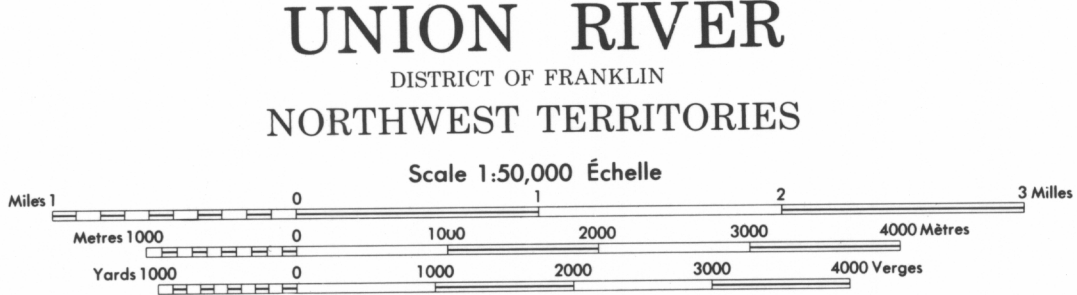 UNION RIVER
DISTRICT OF FRANKLIN
NORTHWEST TERRITORIES
Scale 1:50,000 Échelle
Miles 1 0 1 2 3 Milles
Metres 1000 0 1000 2000 3000 4000 Mètres
Yards 1000 0 1000 2000 3000 4000 Verges